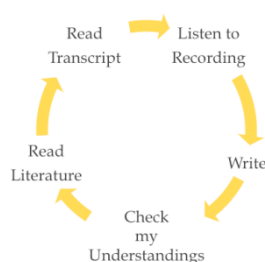 Read
Transcript
Listen to
Recording
Write
Check
my
Understandings
Read
Literature